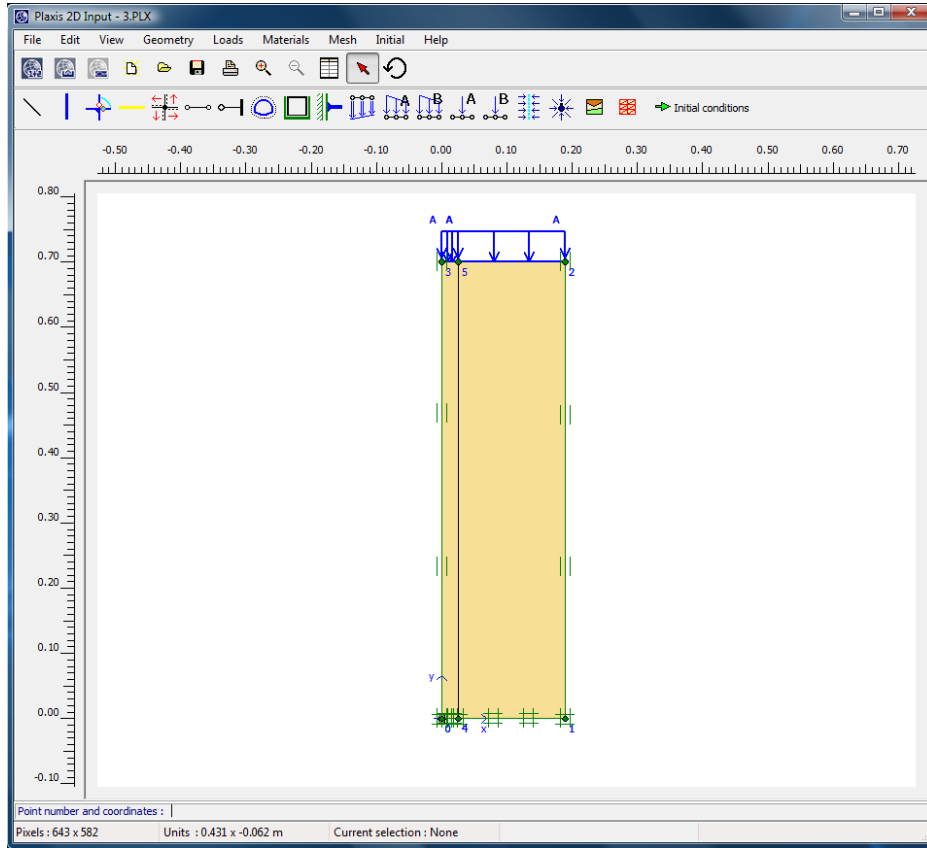 Plaxis 2D Input - 3.PLX
File Edit View Geometry Loads Materials Mesh Initial Help
A B A B Initial conditions
-0.50 -0.40 -0.30 -0.20 -0.10 0.00 0.10 0.20 0.30 0.40 0.50 0.60 0.70
0.80
A A A
0.70
3 5 2
0.60
0.50
0.40
0.30
0.20
0.10
y
0.00
0 4 x 1
-0.10
Point number and coordinates :
Pixels : 643 x 582 Units : 0.431 x -0.062 m Current selection : None